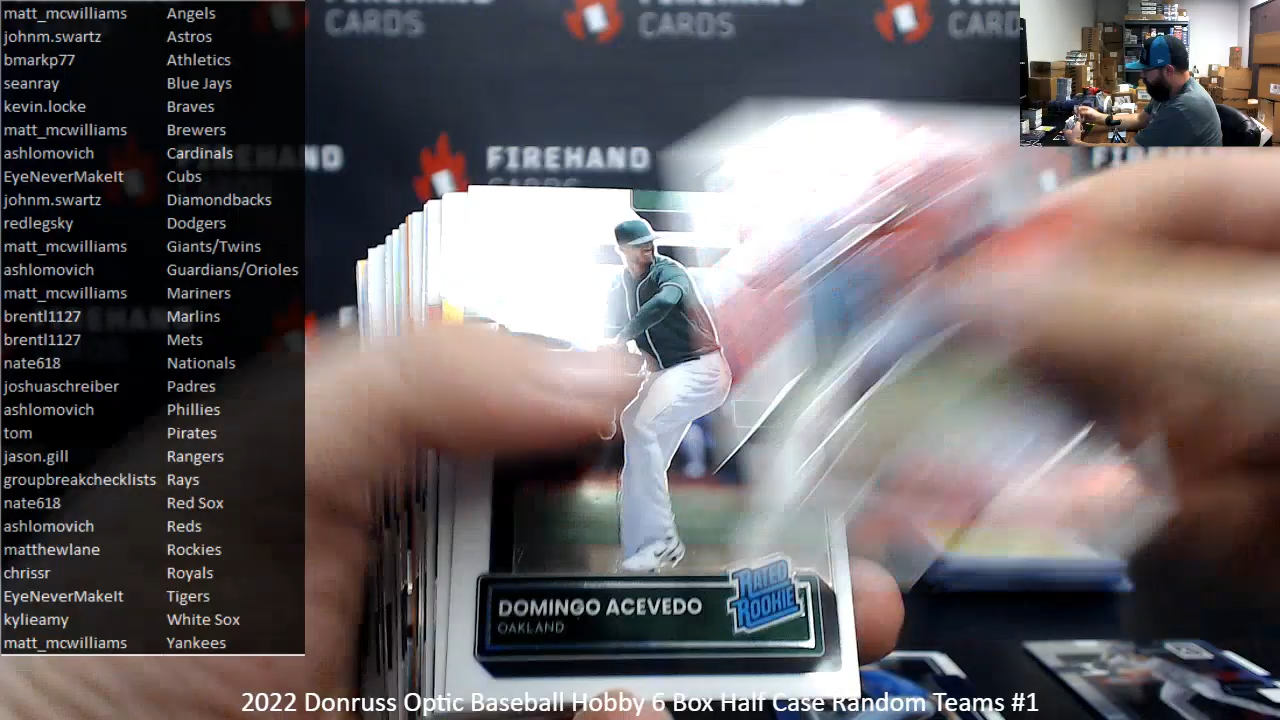 matt_mcwilliams Angels
johnm.swartz Astros
bmarkp77 Athletics
seanray Blue Jays
kevin.locke Braves
matt_mcwilliams Brewers
ashlomovich Cardinals
EyeNeverMakeIt Cubs
johnm.swartz Diamondbacks
redlegsky Dodgers
matt_mcwilliams Giants/Twins
ashlomovich Guardians/Orioles
matt_mcwilliams Mariners
brentl1127 Marlins
brentl1127 Mets
nate618 Nationals
joshuaschreiber Padres
ashlomovich Phillies
tom Pirates
jason.gill Rangers
groupbreakchecklists Rays
nate618 Red Sox
ashlomovich Reds
matthewlane Rockies
chrissr Royals
EyeNeverMakeIt Tigers
kylieamy White Sox
matt_mcwilliams Yankees
FIREHAND
CARDS
CARDS
CARDS
FIREHAND
RATED
ROOKIE
DOMINGO ACEVEDO
OAKLAND
2022 Donruss Optic Baseball Hobby 6 Box Half Case Random Teams #1